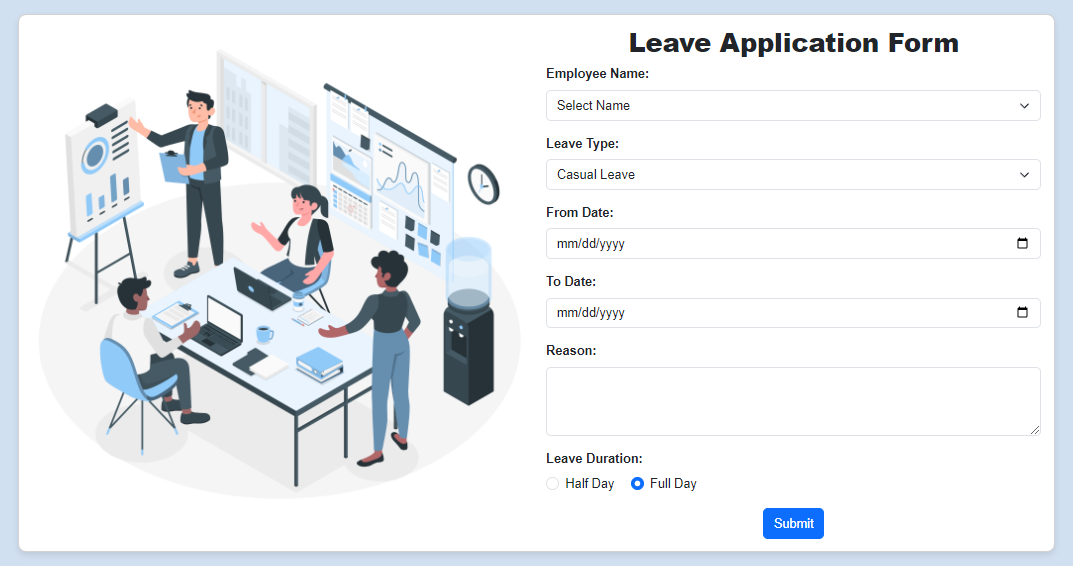 Leave Application Form
Employee Name:
Select Name
Leave Type:
Casual Leave
From Date:
mm/dd/yyyy
To Date:
mm/dd/yyyy
Reason:
Leave Duration:
Half Day Full Day
Submit